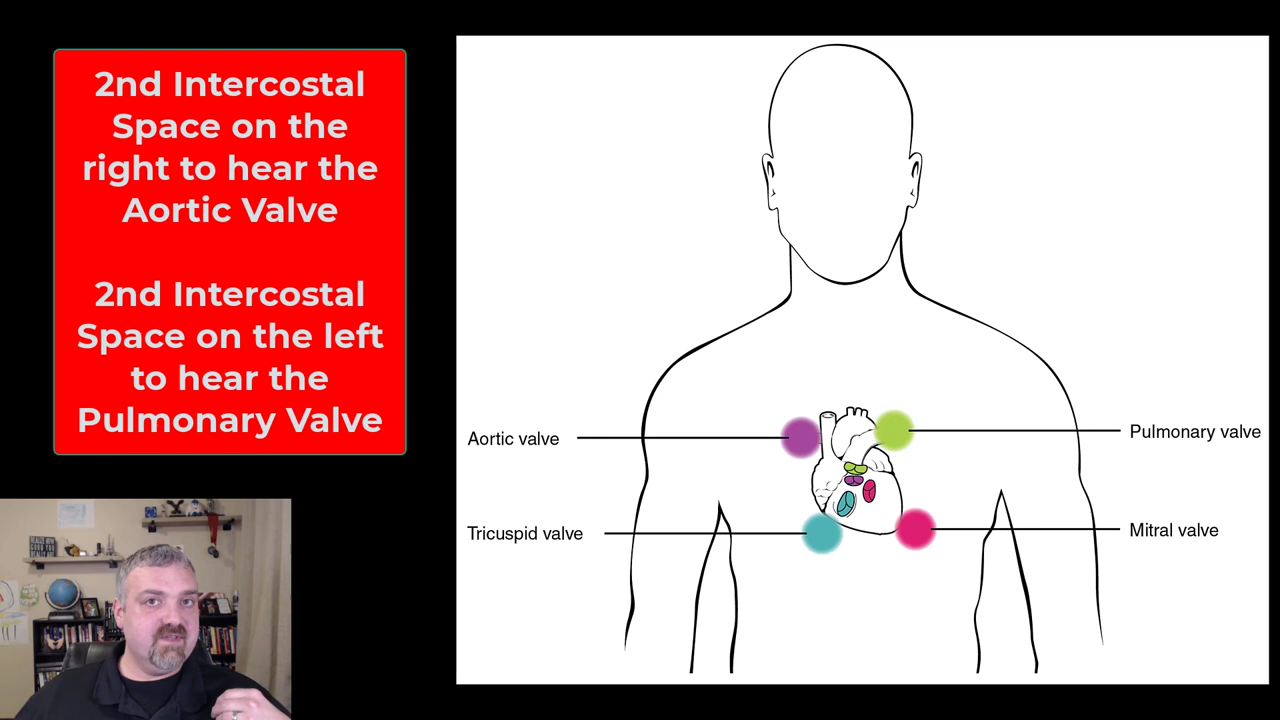 2nd Intercostal
Space on the
right to hear the
Aortic Valve
2nd Intercostal
Space on the left
to hear the
Pulmonary Valve
Aortic valve
Pulmonary valve
Tricuspid valve
Mitral valve